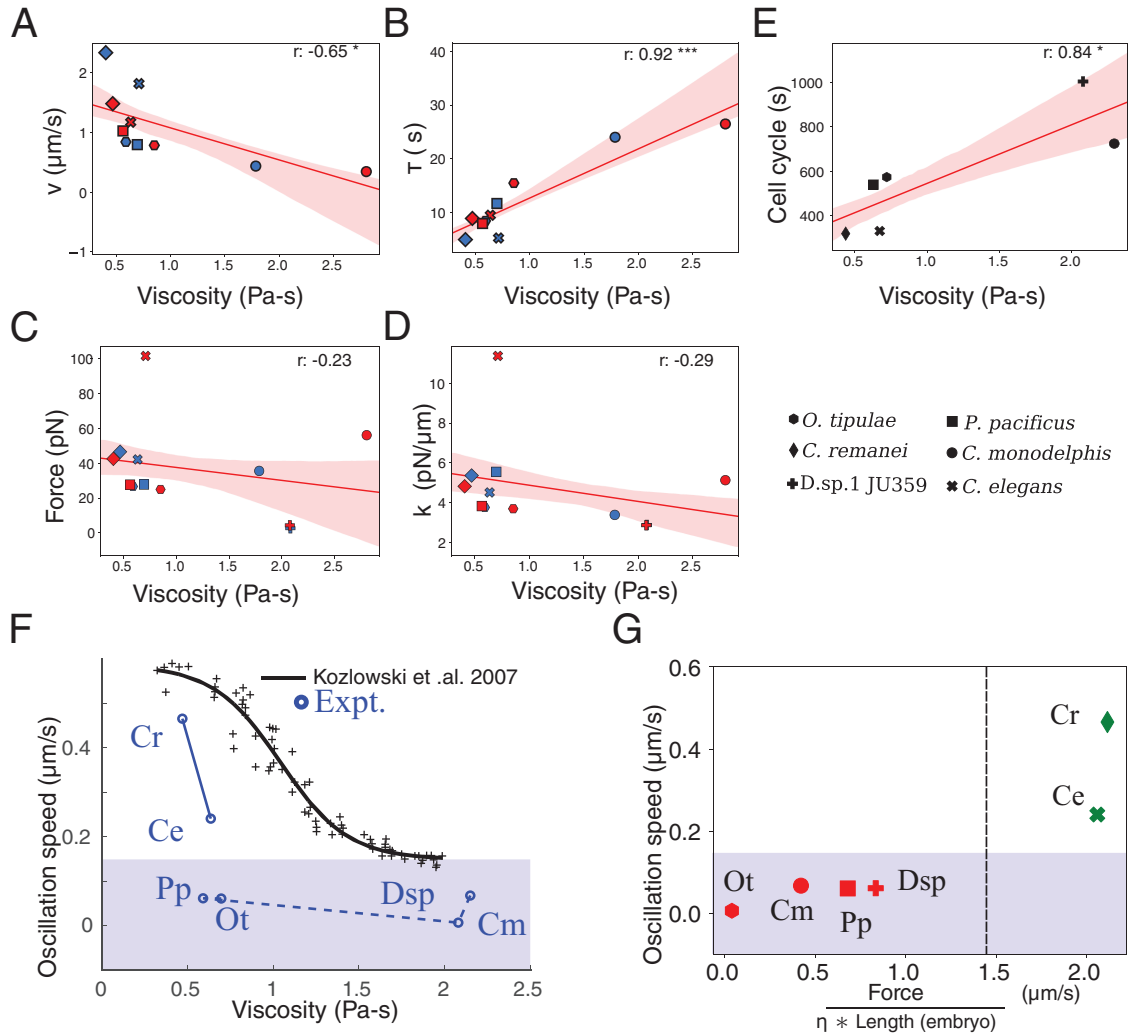 A
r: -0.65 *
2
1
0
−1
v (μm/s)
0.5 1.0 1.5 2.0 2.5
Viscosity (Pa-s)
B
r: 0.92 ***
40
30
20
10
τ (s)
0.5 1.0 1.5 2.0 2.5
Viscosity (Pa-s)
E
r: 0.84 *
1000
800
600
400
Cell cycle (s)
0.5 1.0 1.5 2.0
Viscosity (Pa-s)
C
r: -0.23
100
80
60
40
20
0
Force (pN)
0.5 1.0 1.5 2.0 2.5
Viscosity (Pa-s)
D
r: -0.29
10
8
6
4
2
k (pN/μm)
0.5 1.0 1.5 2.0 2.5
Viscosity (Pa-s)
O. tipulae
P. pacificus
C. remanei
C. monodelphis
D.sp.1 JU359
C. elegans
F
Kozlowski et .al. 2007
Expt.
Cr
Ce
Pp
Ot
Dsp
Cm
0.4
0.2
0
Oscillation speed (μm/s)
0 0.5 1 1.5 2 2.5
Viscosity (Pa-s)
G
0.6
0.4
0.2
0.0
Oscillation speed (μm/s)
Cr
Ce
Ot
Cm
Pp
Dsp
0.0 0.5 1.0 1.5 2.0
Force (μm/s)
η * Length (embryo)